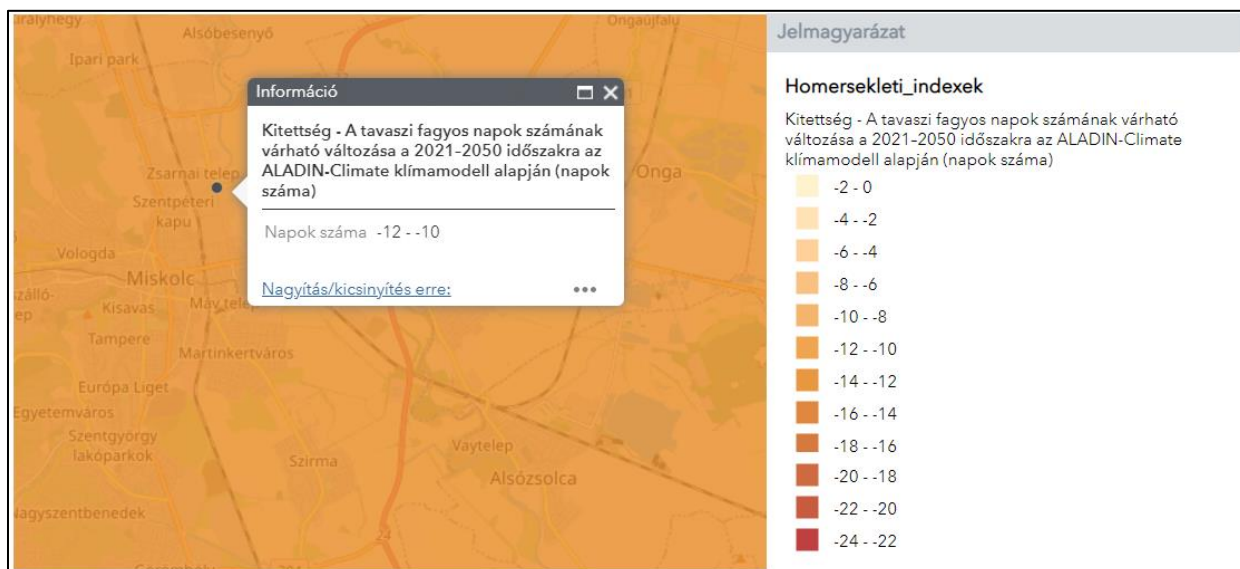 Alsóbesenyő
Ongaújfalu
Ipari park
Információ
Kitettség - A tavaszi fagyos napok számának
várható változása a 2021-2050 időszakra az
ALADIN-Climate klímamodell alapján (napok
száma)
Napok száma -12 - -10
Nagyítás/kicsinyítés erre:
Zsarnai telep
Onga
Szentpéteri
kapu
Vologda
Miskolc
Kisavas
Tampere
Martinkertváros
Európa Liget
Egyetemváros
Szentgyörgy
lakóparkok
Vaytelep
Szirma
Alsózsolca
Nagyszentbenedek
Jelmagyarázat
Homersekleti_indexek
Kitettség - A tavaszi fagyos napok számának várható
változása a 2021-2050 időszakra az ALADIN-Climate
klímamodell alapján (napok száma)
-2 - 0
-4 - -2
-6 - -4
-8 - -6
-10 - -8
-12 - -10
-14 - -12
-16 - -14
-18 - -16
-20 - -18
-22 - -20
-24 - -22